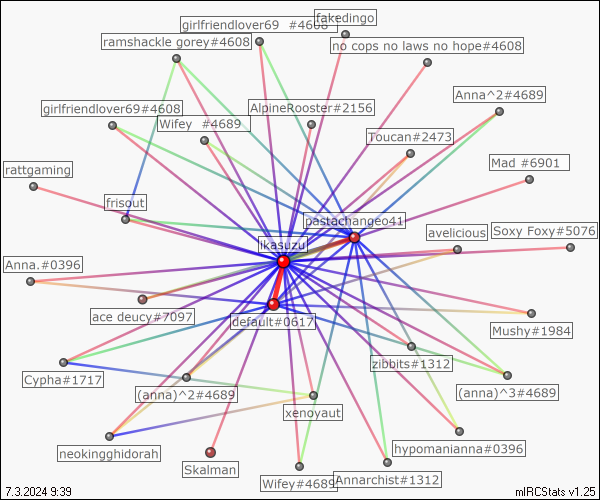 fakedingo
girlfriendlover69 #4608
ramshackle gorey#4608
no cops no laws no hope#4608
Anna^2#4689
girlfriendlover69#4608
AlpineRooster#2156
Wifey #4689
Toucan#2473
rattgaming
Mad #6901
frisout
pastachangeo41
Soxy Foxy#5076
avelicious
ikasuzu
Anna.#0396
ace deucy#7097
default#0617
Mushy#1984
zibbits#1312
Cypha#1717
(anna)^2#4689
(anna)^3#4689
xenoyaut
neokingghidorah
hypomanianna#0396
Skalman
Wifey#4689
Annarchist#1312
7.3.2024 9:39
mIRCStats v1.25